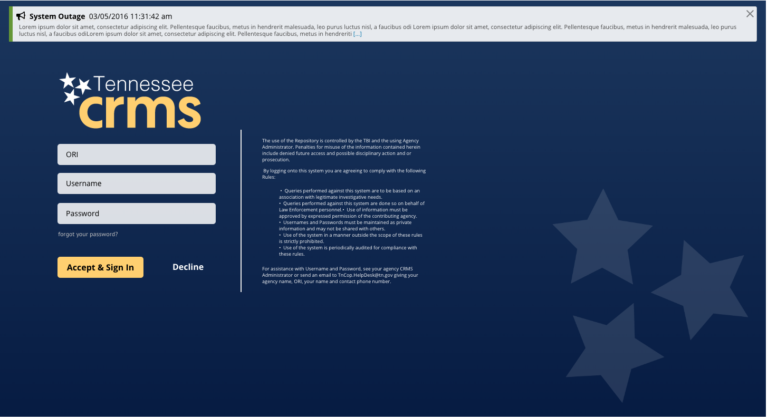 System Outage 03/05/2016 11:31:42 am
Lorem ipsum dolor sit amet, consectetur adipiscing elit. Pellentesque faucibus, metus in hendrerit malesuada, leo purus luctus nisl, a faucibus odi Lorem ipsum dolor sit amet, consectetur adipiscing elit. Pellentesque faucibus, metus in hendrerit malesuada, leo purus
luctus nisl, a faucibus odiLorem ipsum dolor sit amet, consectetur adipiscing elit. Pellentesque faucibus, metus in hendreriti [...]
Tennessee
crms
ORI
Username
Password
forgot your password?
Accept & Sign In
Decline
The use of the Repository is controlled by the TBI and the using Agency
Administrator. Penalties for misuse of the information contained herein
include denied future access and possible disciplinary action and or
prosecution.
By logging onto this system you are agreeing to comply with the following
Rules:
• Queries performed against this system are to be based on an
association with legitimate investigative needs.
• Queries performed against this system are done so on behalf of
Law Enforcement personnel • Use of information must be
approved by expressed permission of the contributing agency.
• Usernames and Passwords must be maintained as private
information and may not be shared with others.
• Use of the system in a manner outside the scope of these rules
is strictly prohibited.
• Use of the system is periodically audited for compliance with
these rules.
For assistance with Username and Password, see your agency CRMS
Administrator or send an email to TnCop.HelpDesk@tn.gov giving your
agency name, ORI, your name and contact phone number.